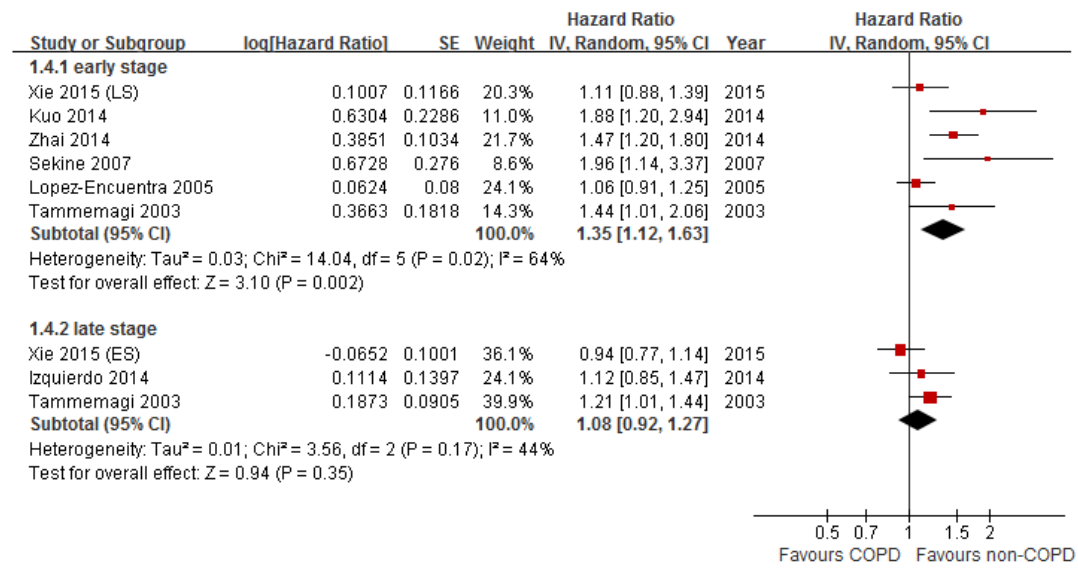 Hazard Ratio Hazard Ratio
Study or Subgroup log[Hazard Ratio] SE Weight IV, Random, 95% CI Year IV, Random, 95% CI
1.4.1 early stage
Xie 2015 (LS) 0.1007 0.1166 20.3% 1.11 [0.88, 1.39] 2015
Kuo 2014 0.6304 0.2286 11.0% 1.88 [1.20, 2.94] 2014
Zhai 2014 0.3851 0.1034 21.7% 1.47 [1.20, 1.80] 2014
Sekine 2007 0.6728 0.276 8.6% 1.96 [1.14, 3.37] 2007
Lopez-Encuentra 2005 0.0624 0.08 24.1% 1.06 [0.91, 1.25] 2005
Tammemagi 2003 0.3663 0.1818 14.3% 1.44 [1.01, 2.06] 2003
Subtotal (95% CI) 100.0% 1.35 [1.12, 1.63]
Heterogeneity: Tau² = 0.03; Chi² = 14.04, df = 5 (P = 0.02); I² = 64%
Test for overall effect: Z = 3.10 (P = 0.002)
1.4.2 late stage
Xie 2015 (ES) -0.0652 0.1001 36.1% 0.94 [0.77, 1.14] 2015
Izquierdo 2014 0.1114 0.1397 24.1% 1.12 [0.85, 1.47] 2014
Tammemagi 2003 0.1873 0.0905 39.9% 1.21 [1.01, 1.44] 2003
Subtotal (95% CI) 100.0% 1.08 [0.92, 1.27]
Heterogeneity: Tau² = 0.01; Chi² = 3.56, df = 2 (P = 0.17); I² = 44%
Test for overall effect: Z = 0.94 (P = 0.35)
0.5 0.7 1 1.5 2
Favours COPD Favours non-COPD